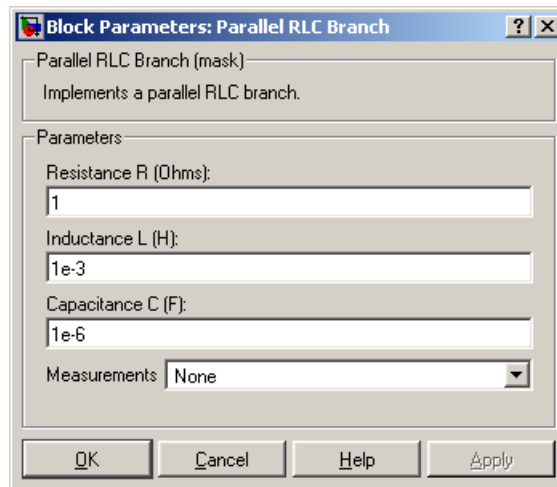 Block Parameters: Parallel RLC Branch
Parallel RLC Branch (mask)
Implements a parallel RLC branch.
Parameters
Resistance R (Ohms):
1
Inductance L (H):
1e-3
Capacitance C (F):
1e-6
Measurements None
OK Cancel Help Apply